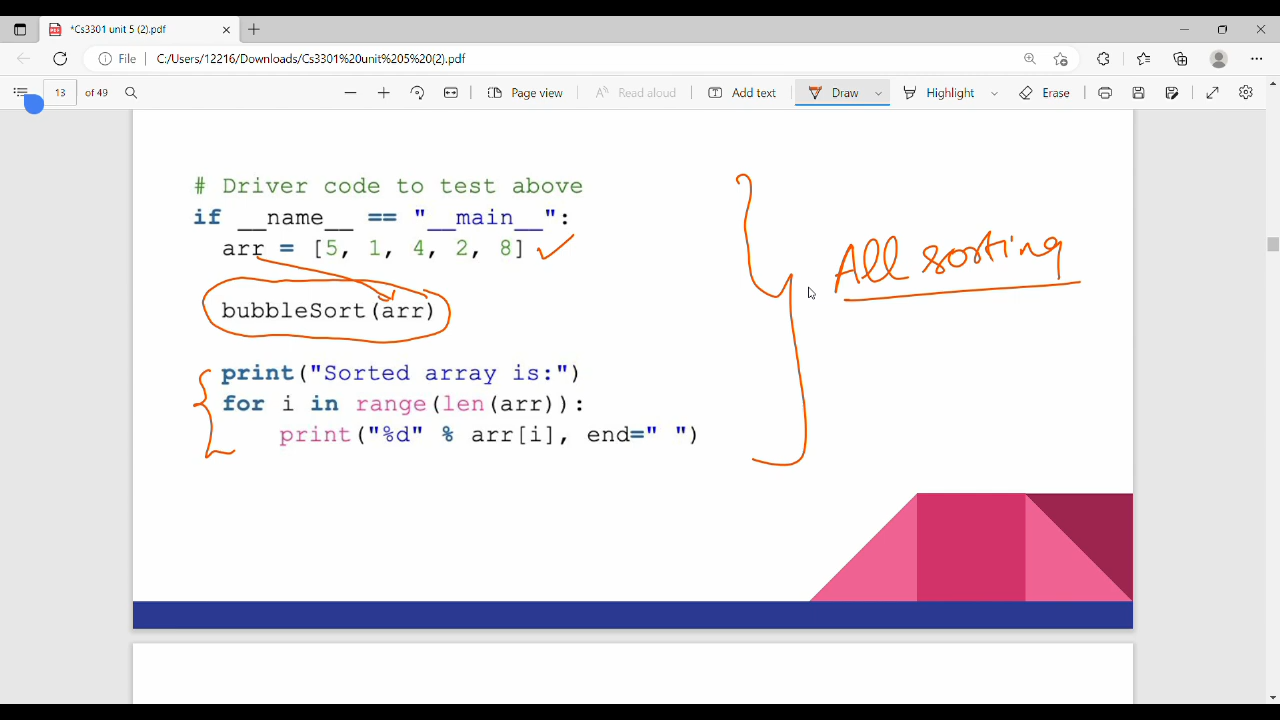 *Cs3301 unit 5 (2).pdf
File C:/Users/12216/Downloads/Cs3301%20unit%205%20(2).pdf
13 of 49 Page view Read aloud Add text Draw Highlight Erase
# Driver code to test above
if __name__ == "__main__":
arr = [5, 1, 4, 2, 8]
All sorting
bubbleSort(arr)
print("Sorted array is:")
for i in range(len(arr)):
print("%d" % arr[i], end=" ")